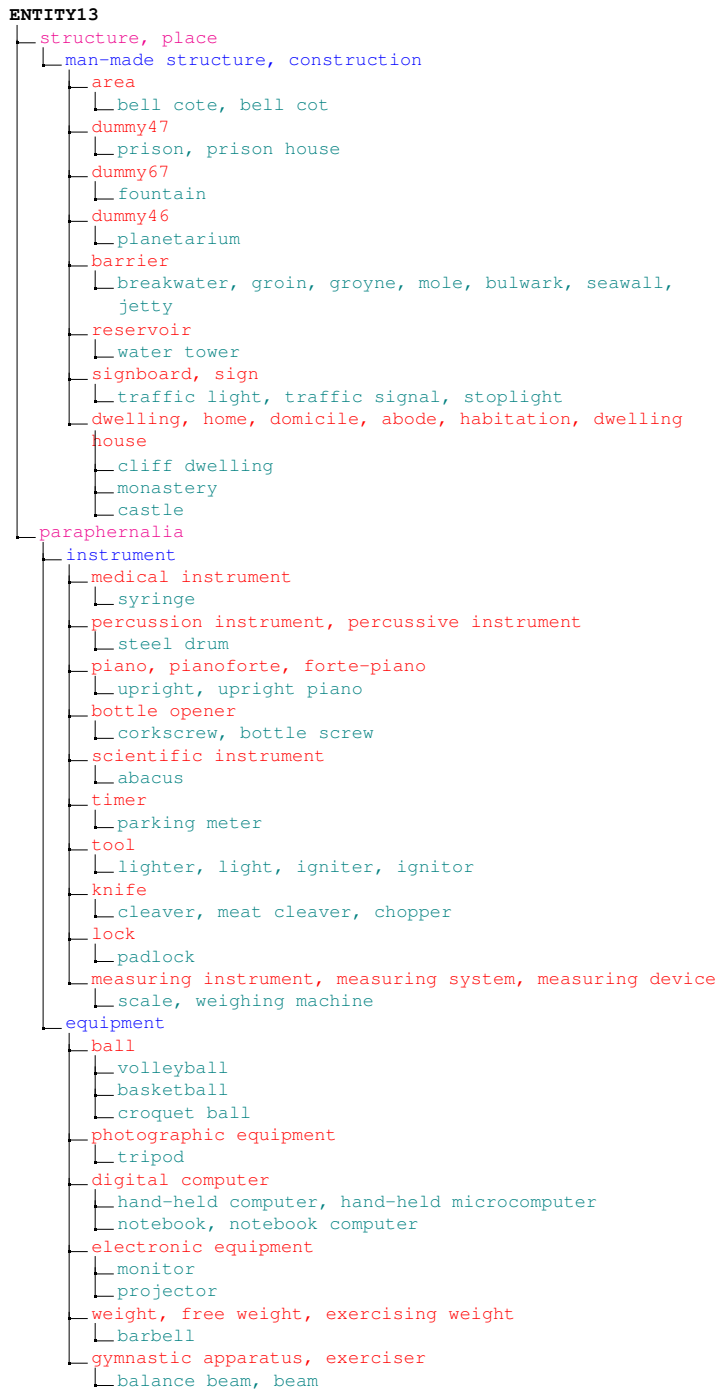 ENTITY13
structure, place
man-made structure, construction
area
bell cote, bell cot
dummy47
prison, prison house
dummy67
fountain
dummy46
planetarium
barrier
breakwater, groin, groyne, mole, bulwark, seawall,
jetty
reservoir
water tower
signboard, sign
traffic light, traffic signal, stoplight
dwelling, home, domicile, abode, habitation, dwelling
house
cliff dwelling
monastery
castle
paraphernalia
instrument
medical instrument
syringe
percussion instrument, percussive instrument
steel drum
piano, pianoforte, forte-piano
upright, upright piano
bottle opener
corkscrew, bottle screw
scientific instrument
abacus
timer
parking meter
tool
lighter, light, igniter, ignitor
knife
cleaver, meat cleaver, chopper
lock
padlock
measuring instrument, measuring system, measuring device
scale, weighing machine
equipment
ball
volleyball
basketball
croquet ball
photographic equipment
tripod
digital computer
hand-held computer, hand-held microcomputer
notebook, notebook computer
electronic equipment
monitor
projector
weight, free weight, exercising weight
barbell
gymnastic apparatus, exerciser
balance beam, beam